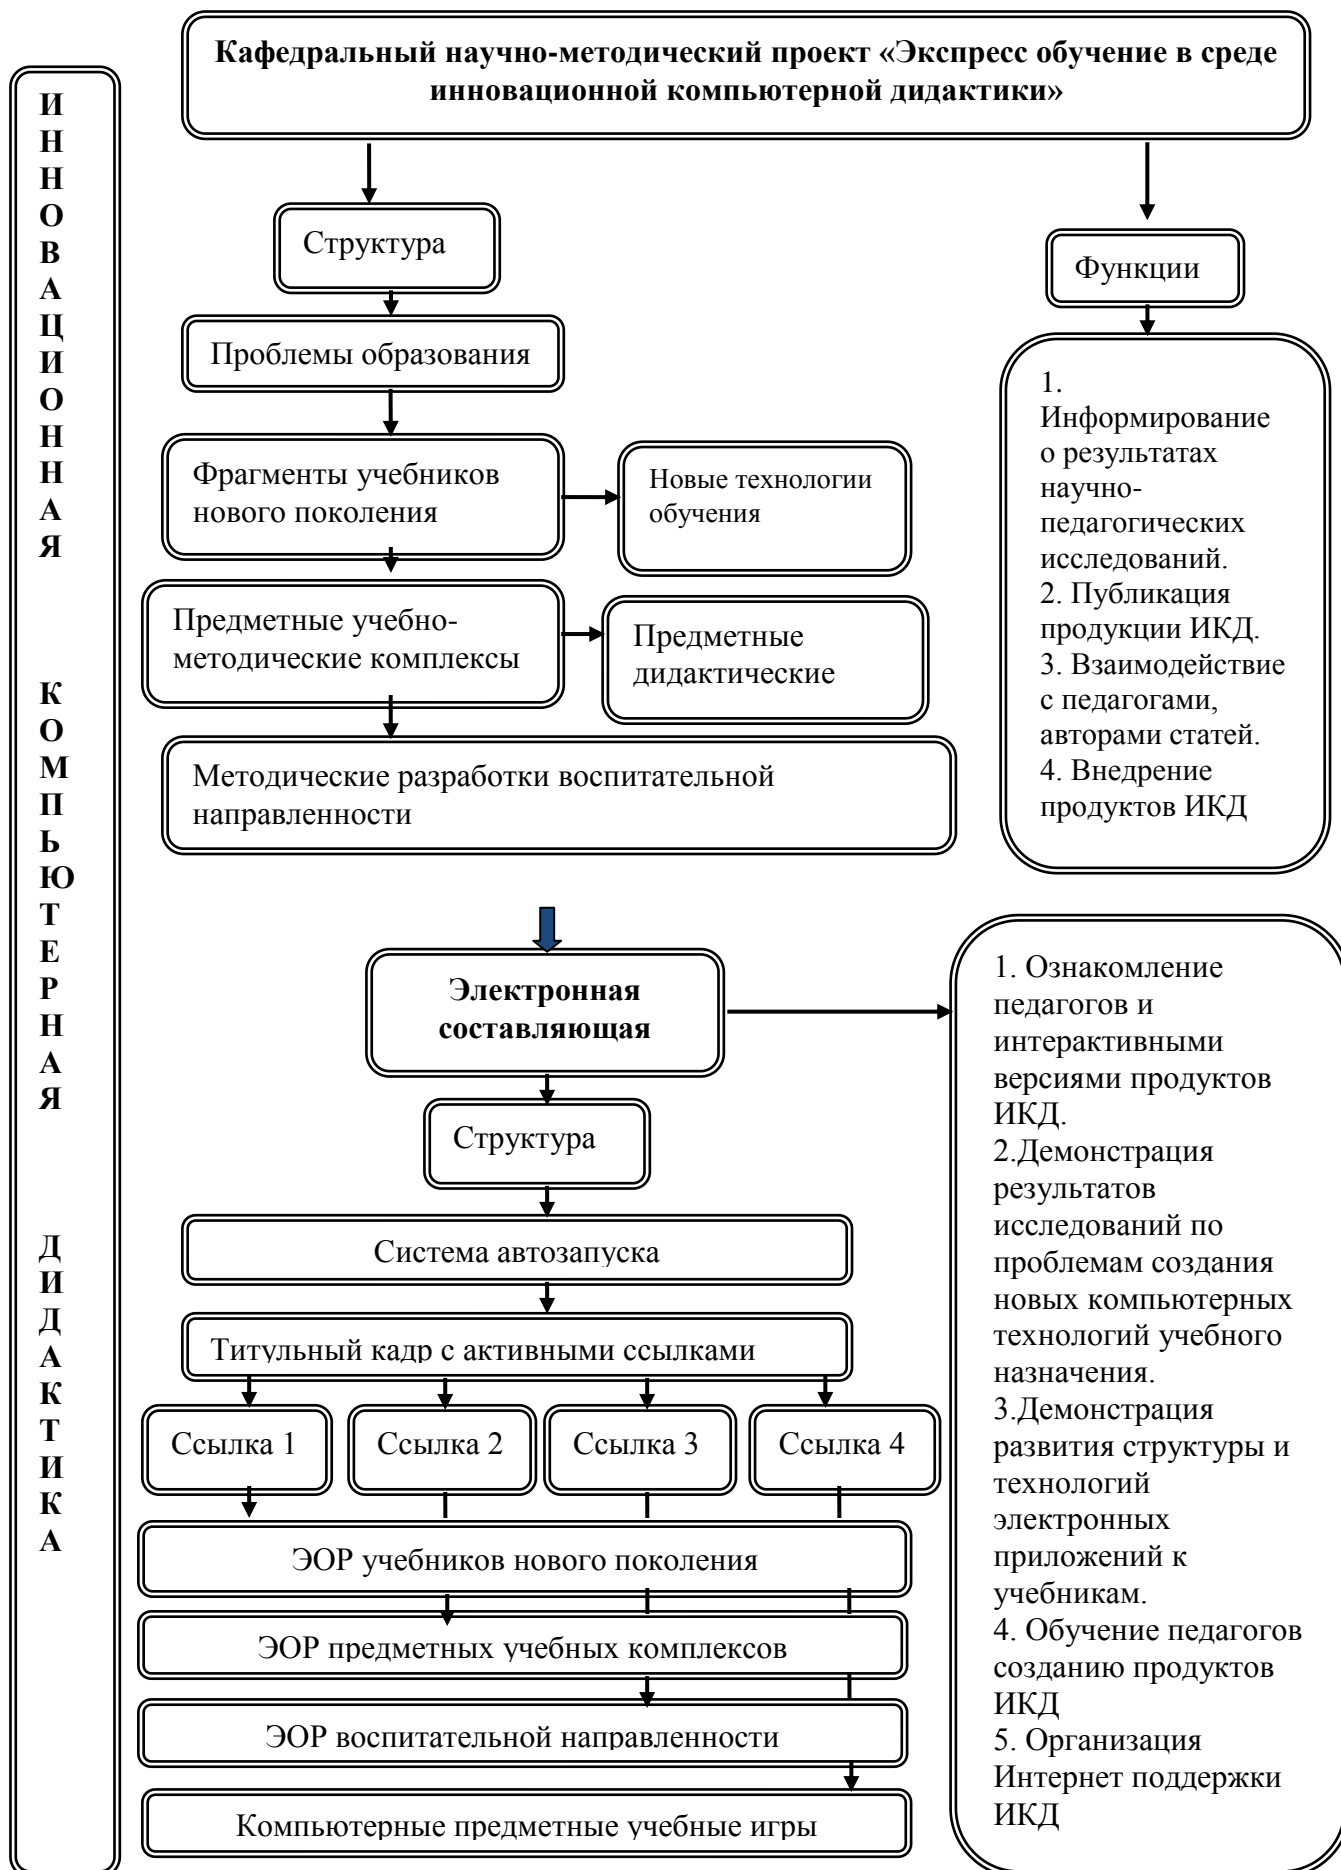 Кафедральный научно-методический проект «Экспресс обучение в среде
инновационной компьютерной дидактики»
ИННОВАЦИОННАЯ
КОМПЬЮТЕРНАЯ
ДИДАКТИКА
Структура
Функции
Проблемы образования
Фрагменты учебников
нового поколения
Новые технологии
обучения
Предметные учебно-
методические комплексы
Предметные
дидактические
Методические разработки воспитательной
направленности
1.
Информирование
о результатах
научно-
педагогических
исследований.
2. Публикация
продукции ИКД.
3. Взаимодействие
с педагогами,
авторами статей.
4. Внедрение
продуктов ИКД
Электронная
составляющая
Структура
Система автозапуска
Титульный кадр с активными ссылками
Ссылка 1
Ссылка 2
Ссылка 3
Ссылка 4
ЭОР учебников нового поколения
ЭОР предметных учебных комплексов
ЭОР воспитательной направленности
Компьютерные предметные учебные игры
1. Ознакомление
педагогов и
интерактивными
версиями продуктов
ИКД.
2.Демонстрация
результатов
исследований по
проблемам создания
новых компьютерных
технологий учебного
назначения.
3.Демонстрация
развития структуры и
технологий
электронных
приложений к
учебникам.
4. Обучение педагогов
созданию продуктов
ИКД
5. Организация
Интернет поддержки
ИКД